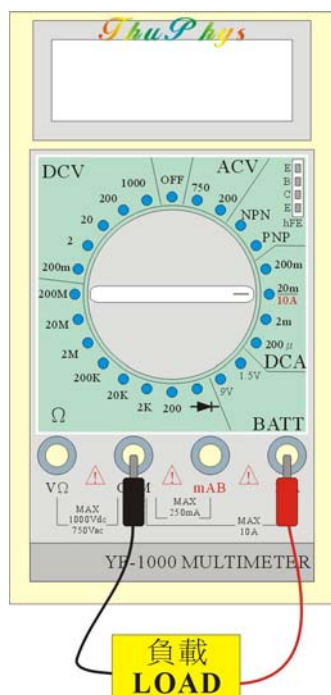 ThuPhys
DCV
ACV
OFF
1000
750
200
200
20
2
200m
200M
20M
2M
200K
20K
2K
200
NPN
PNP
E
B
C
E
hFE
200m
20m
10A
2m
200μ
DCA
1.5V
9V
BATT
Ω
VΩ
mAB
MAX
1000Vdc
750Vac
MAX
250mA
MAX
10A
YF-1000 MULTIMETER
負載
LOAD